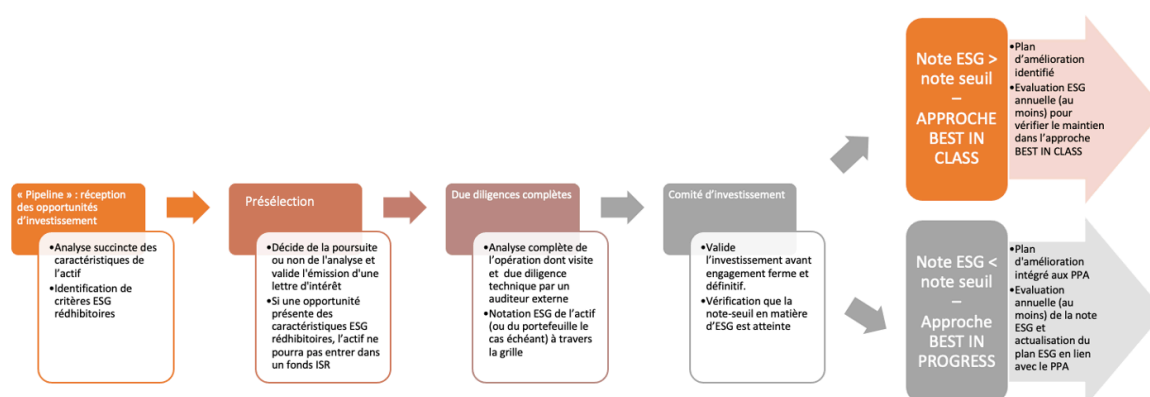 « Pipeline » : réception
des opportunités
d'investissement
•Analyse succincte des
caractéristiques de
l'actif
•Identification de
critères ESG
rédhibitoires
Présélection
•Décide de la poursuite
ou non de l'analyse et
valide l'émission d'une
lettre d'intérêt
•Si une opportunité
présente des
caractéristiques ESG
rédhibitoires, l'actif ne
pourra pas entrer dans
un fonds ISR
Due diligences complètes
•Analyse complète de
l'opération dont visite
et due diligence
technique par un
auditeur externe
•Notation ESG de l'actif
(ou du portefeuille le
cas échéant) à travers
la grille
Comité d'investissement
•Valide
l'investissement avant
engagement ferme et
définitif.
•Vérification que la
note-seuil en matière
d'ESG est atteinte
Note ESG >
note seuil
–
APPROCHE
BEST IN
CLASS
•Plan
d'amélioration
identifié
•Evaluation ESG
annuelle (au
moins) pour
vérifier le maintien
dans l'approche
BEST IN CLASS
Note ESG <
note seuil
–
Approche
BEST IN
PROGRESS
•Plan
d'amélioration
intégré aux PPA
•Evaluation
annuelle (au
moins) de la note
ESG et
actualisation du
plan ESG en lien
avec le PPA